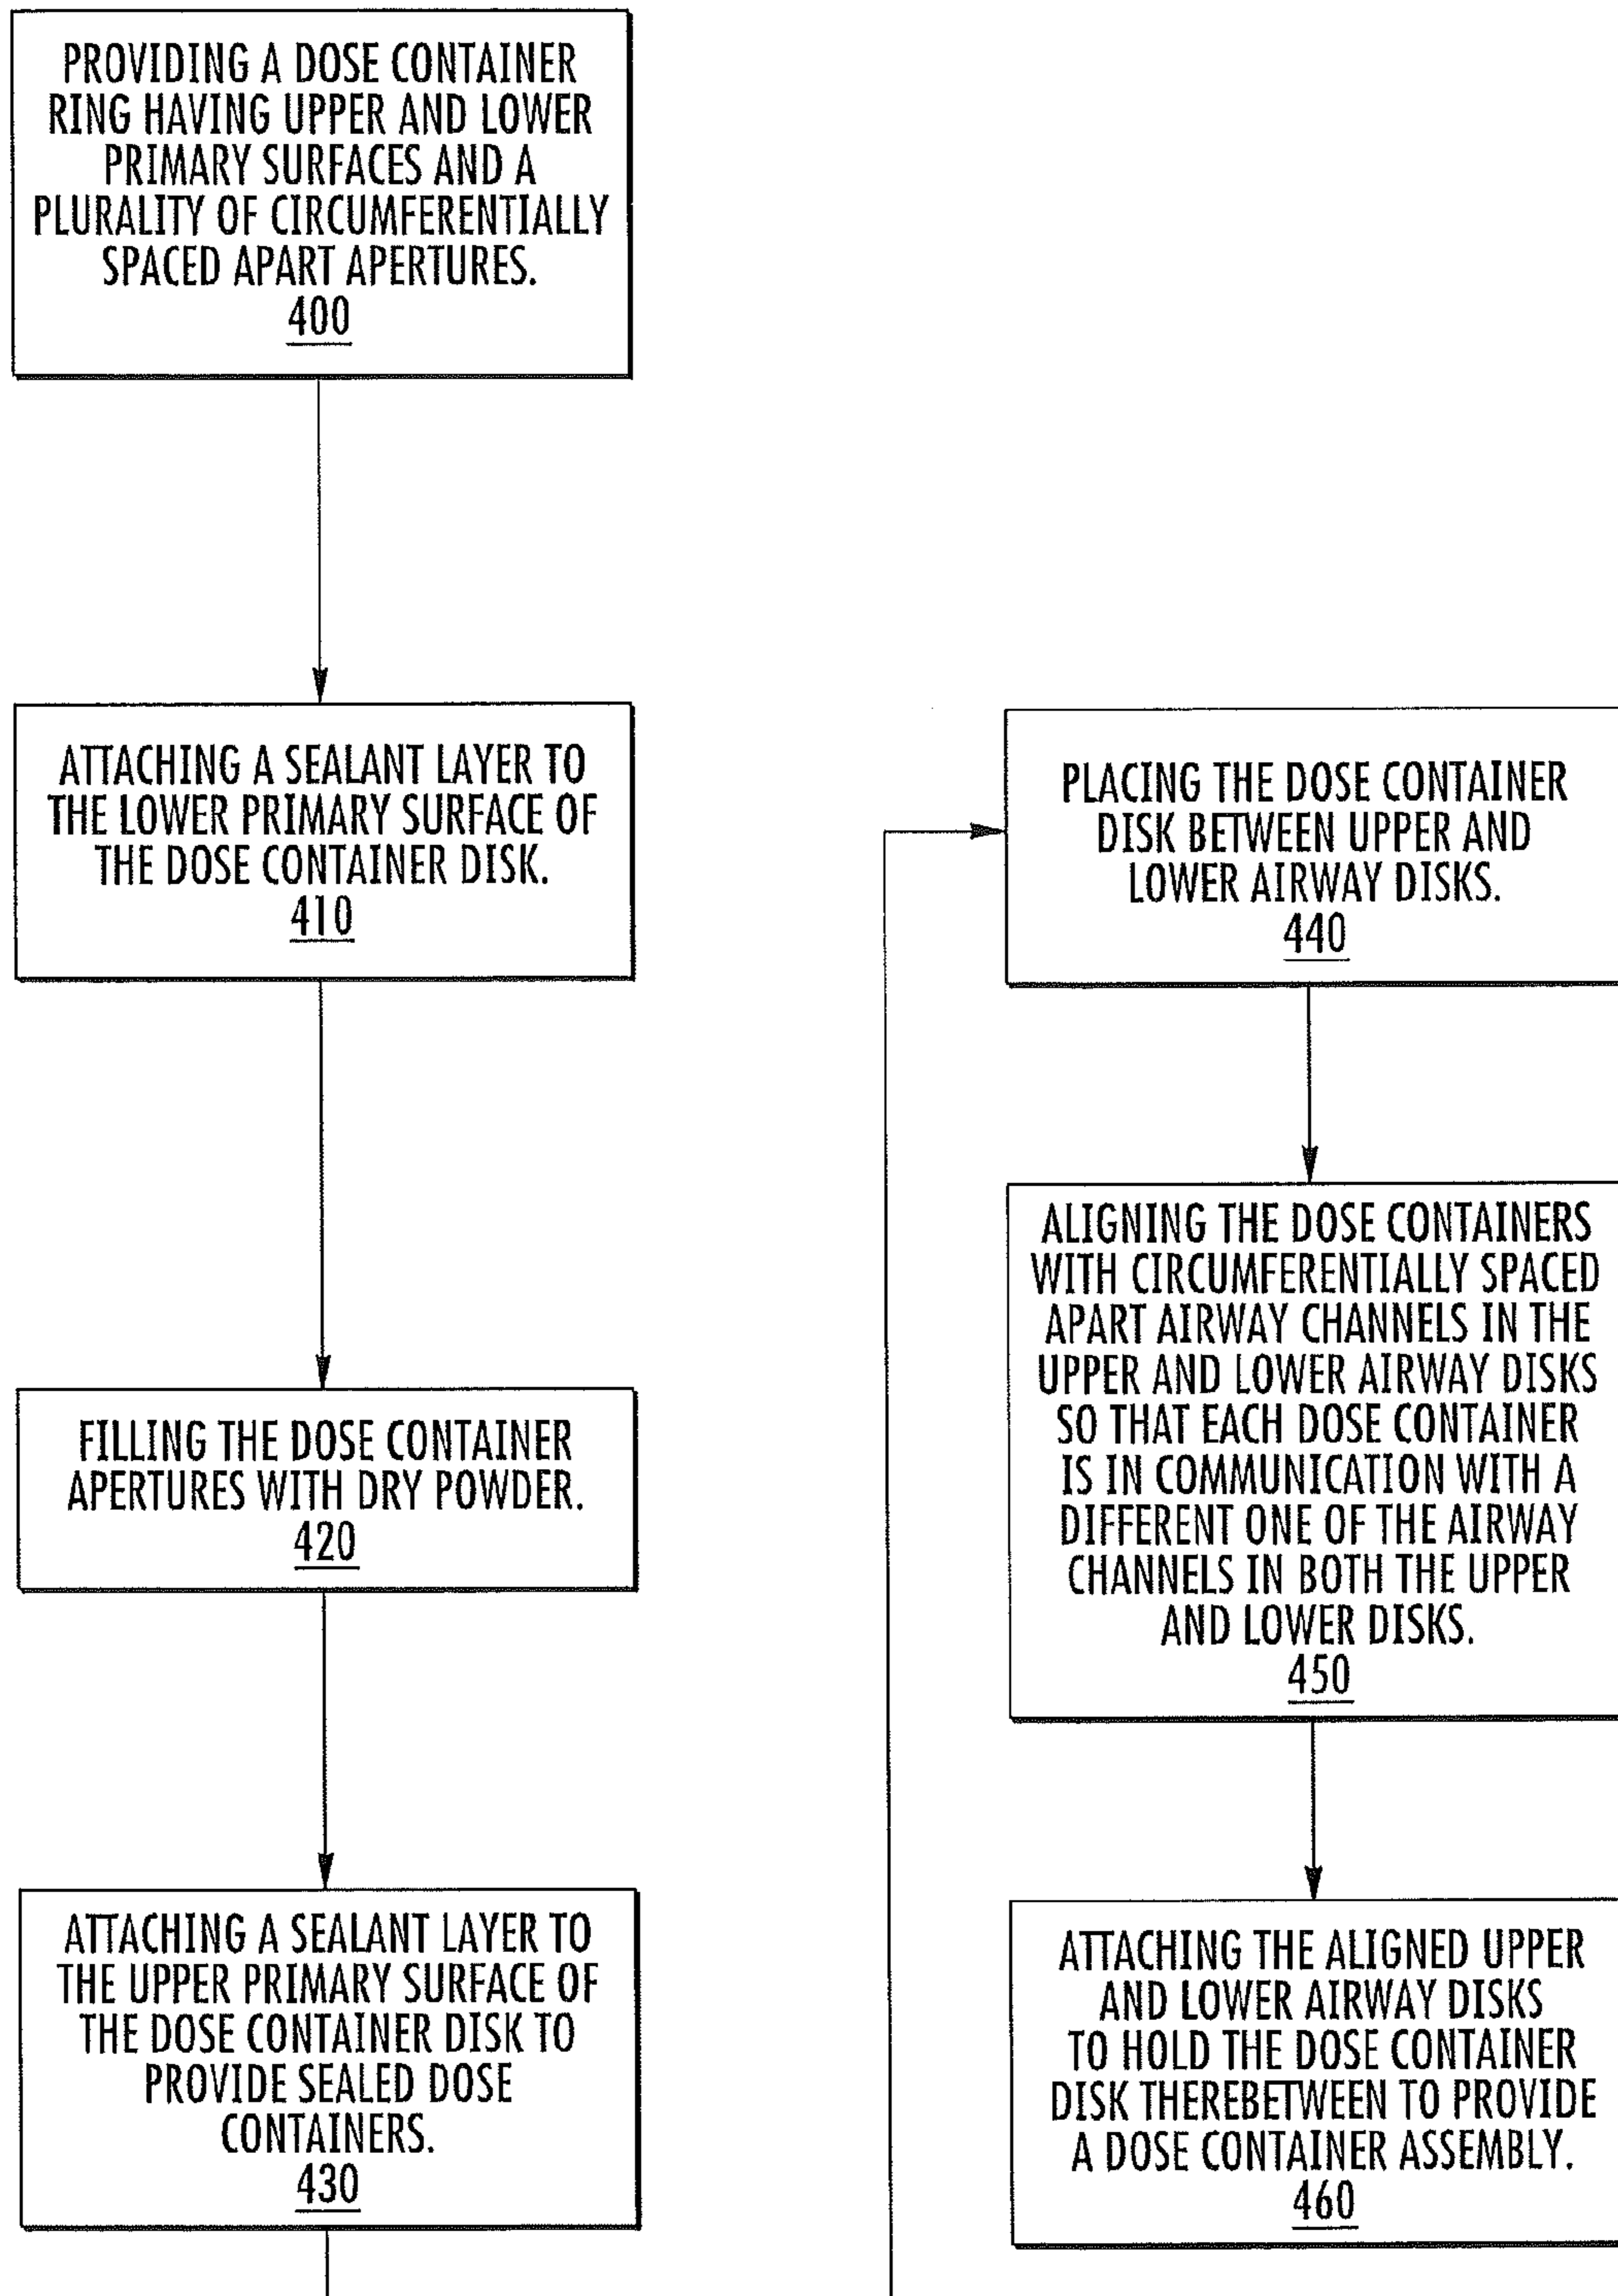 PROVIDING A DOSE CONTAINER
RING HAVING UPPER AND LOWER
PRIMARY SURFACES AND A
PLURALITY OF CIRCUMFERENTIALLY
SPACED APART APERTURES.
400
ATTACHING A SEALANT LAYER TO
THE LOWER PRIMARY SURFACE OF
THE DOSE CONTAINER DISK.
410
FILLING THE DOSE CONTAINER
APERTURES WITH DRY POWDER.
420
ATTACHING A SEALANT LAYER TO
THE UPPER PRIMARY SURFACE OF
THE DOSE CONTAINER DISK TO
PROVIDE SEALED DOSE
CONTAINERS.
430
PLACING THE DOSE CONTAINER
DISK BETWEEN UPPER AND
LOWER AIRWAY DISKS.
440
ALIGNING THE DOSE CONTAINERS
WITH CIRCUMFERENTIALLY SPACED
APART AIRWAY CHANNELS IN THE
UPPER AND LOWER AIRWAY DISKS
SO THAT EACH DOSE CONTAINER
IS IN COMMUNICATION WITH A
DIFFERENT ONE OF THE AIRWAY
CHANNELS IN BOTH THE UPPER
AND LOWER DISKS.
450
ATTACHING THE ALIGNED UPPER
AND LOWER AIRWAY DISKS
TO HOLD THE DOSE CONTAINER
DISK THEREBETWEEN TO PROVIDE
A DOSE CONTAINER ASSEMBLY.
460